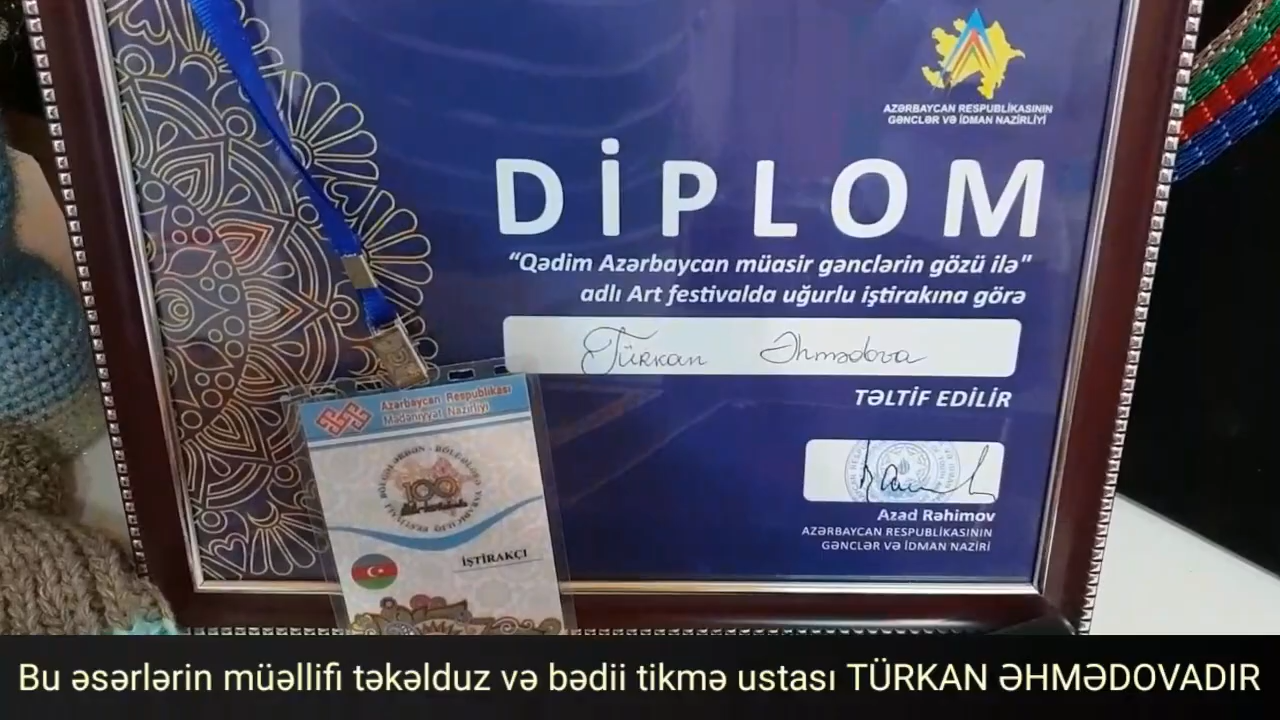 AZƏRBAYCAN RESPUBLİKASININ
GƏNCLƏR VƏ İDMAN NAZİRLİYİ
DİPLOM
“Qədim Azərbaycan müasir gənclərin gözü ilə"
adlı Art festivalda uğurlu iştirakına görə
Türkan Əhmədova
TƏLTİF EDİLİR
Azad Rəhimov
AZƏRBAYCAN RESPUBLİKASININ
GƏNCLƏR VƏ İDMAN NAZİRİ
Azərbaycan Respublikası
Mədəniyyət Nazirliyi
100
İŞTİRAKÇI
Bu əsərlərin müəllifi təkəlduz və bədii tikmə ustası TÜRKAN ƏHMƏDOVADIR